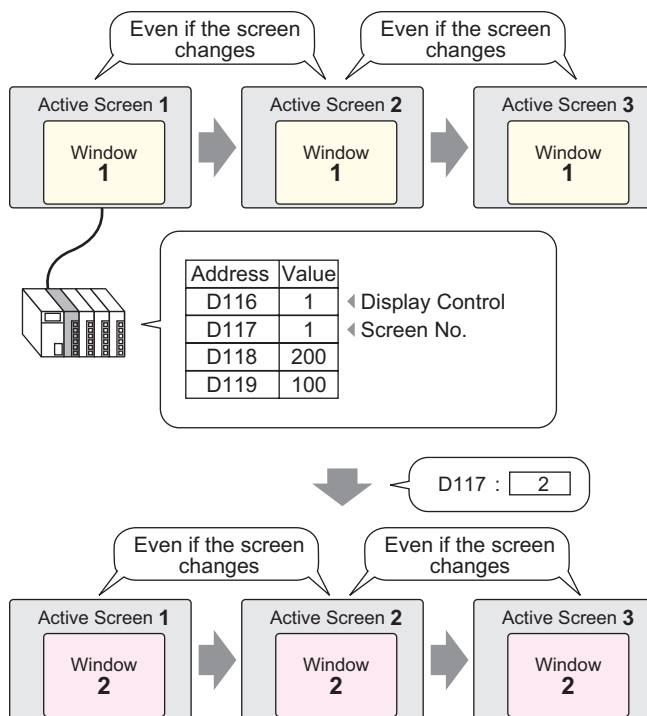 Even if the screen
changes
Even if the screen
changes
Active Screen 1
Active Screen 2
Active Screen 3
Window
1
Window
1
Window
1
Address Value
D116 1 Display Control
D117 1 Screen No.
D118 200
D119 100
D117 : 2
Even if the screen
changes
Even if the screen
changes
Active Screen 1
Active Screen 2
Active Screen 3
Window
2
Window
2
Window
2